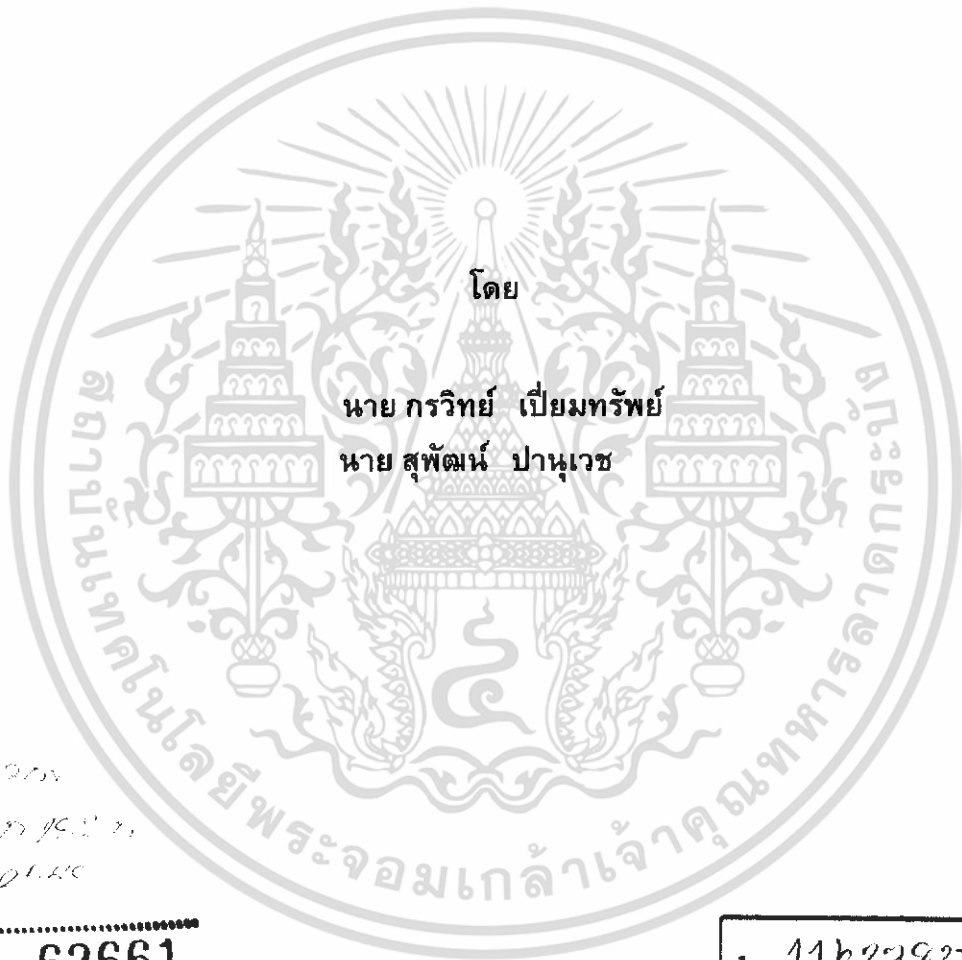 โดย
นาย กรวิทย์ เปี่ยมทรัพย์
นาย สุพัฒน์ ปานุเวช
สถาบันเทคโนโลยีพระจอมเกล้าเจ้าคุณทหารลาดกระบัง
62661